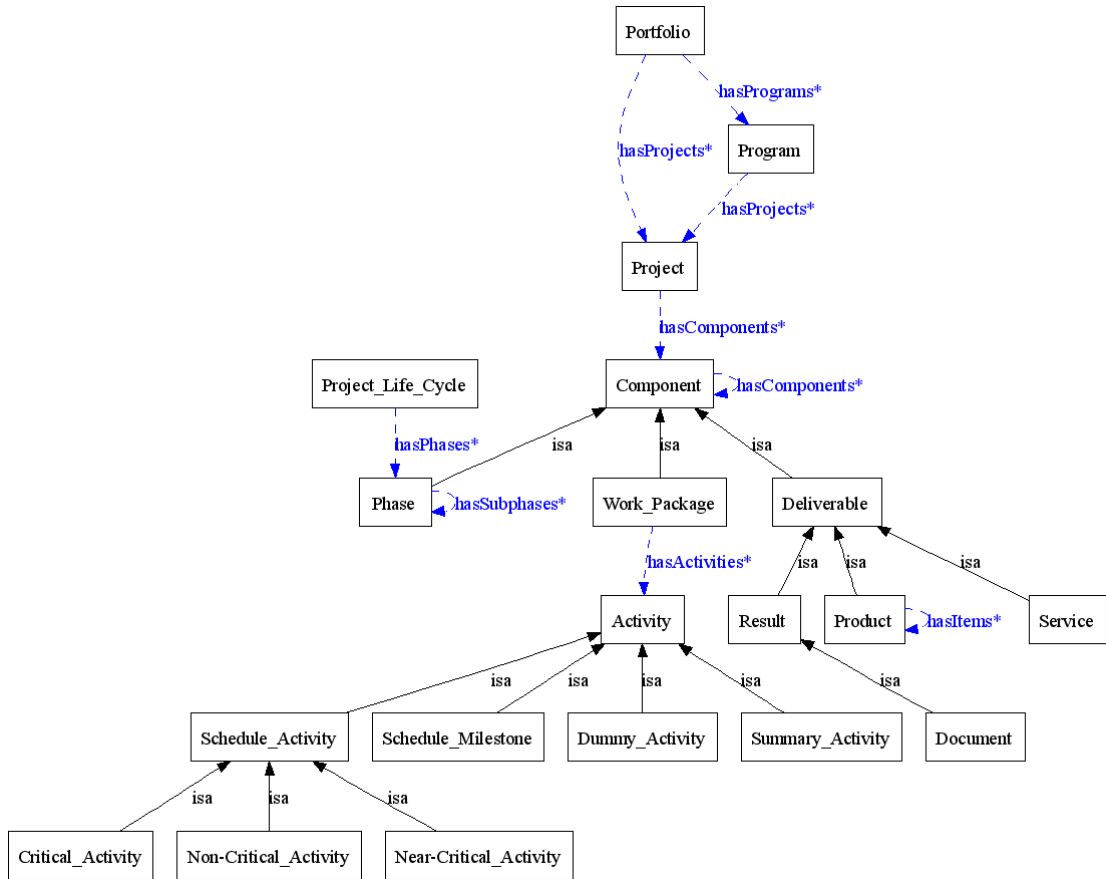 Portfolio
hasPrograms*
hasProjects*
Program
hasProjects*
Project
hasComponents*
Project_Life_Cycle
Component
hasComponents*
hasPhases*
isa
isa
isa
Phase
hasSubphases*
Work_Package
Deliverable
hasActivities*
isa
isa
isa
Activity
Result
Product
hasItems*
Service
isa
isa
isa
isa
isa
Schedule_Activity
Schedule_Milestone
Dummy_Activity
Summary_Activity
Document
isa
isa
isa
Critical_Activity
Non-Critical_Activity
Near-Critical_Activity